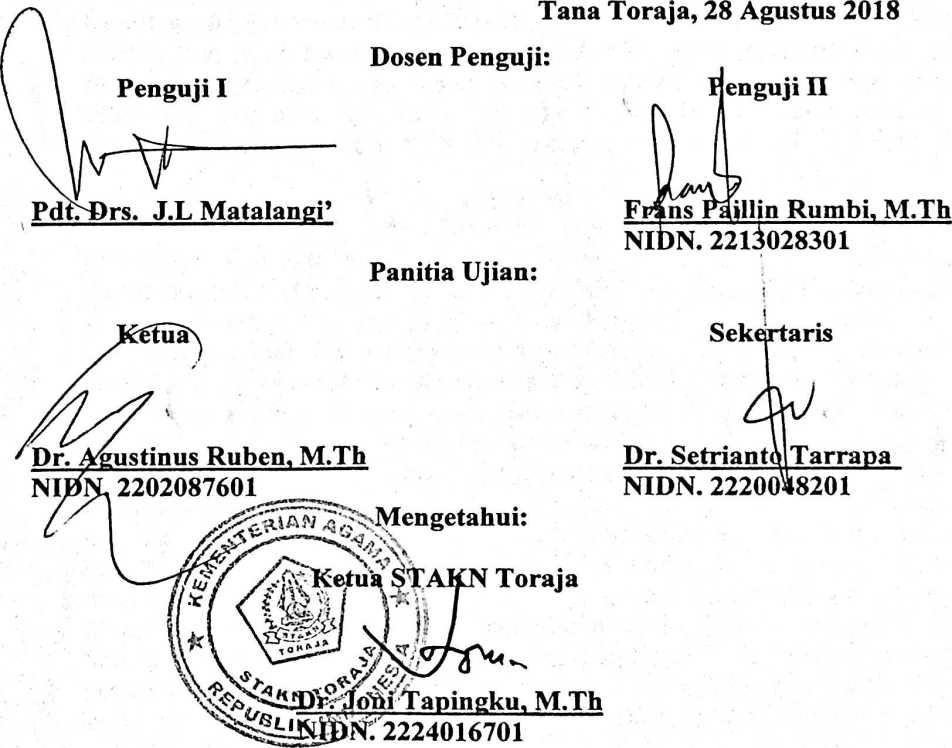 Tana Toraja, 28 Agustus 2018
Dosen Penguji:
Penguji I
Penguji II
Pdt. Drs. J.L Matalangi'
Frans Paillin Rumbi, M.Th
NIDN. 2213028301
Panitia Ujian:
Ketua
Sekertaris
Dr. Agustinus Ruben, M.Th
NIDN. 2202087601
Dr. Setrianto Tarrapa
NIDN. 2220048201
Mengetahui:
Ketua STAKN Toraja
KEMENTERIAN AGAMA
REPUBLIK INDONESIA
STAKN
TORAJA
STAKN TORAJA
Dr. Joni Tapingku, M.Th
NIDN. 2224016701